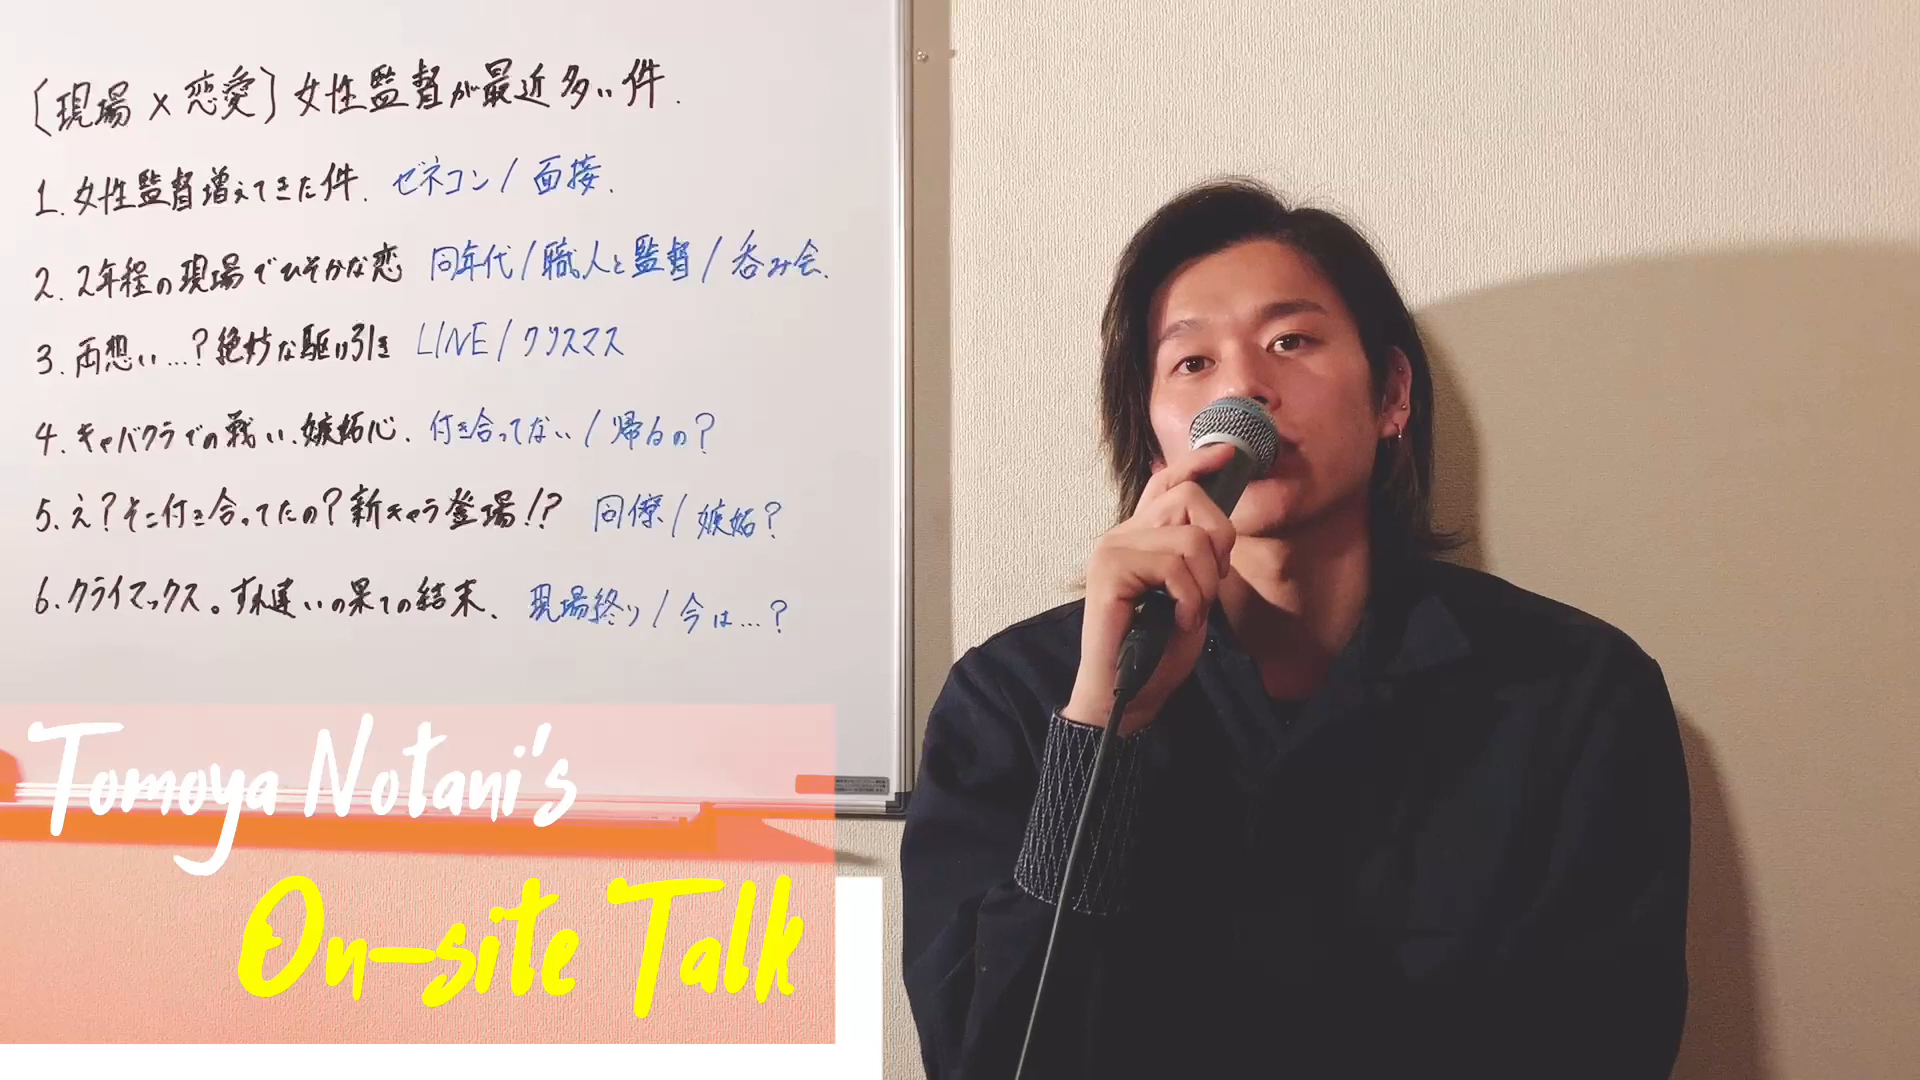 〔現場×恋愛〕女性監督が最近多い件.
1. 女性監督増えてきた件. ゼネコン/面接.
2. 2年程の現場でひそかな恋 同年代/職人と監督/呑み会.
3. 両想い…?絶妙な駆け引き LINE/クリスマス
4. キャバクラでの戦い、嫉妬心. 付き合ってない/帰るの?
5. え?そこ付き合ってたの?新キャラ登場!? 同僚/嫉妬?
6. クライマックス。すれ違いの果ての結末、 現場終り/今は…?
Tomoya Notani's
On-site Talk